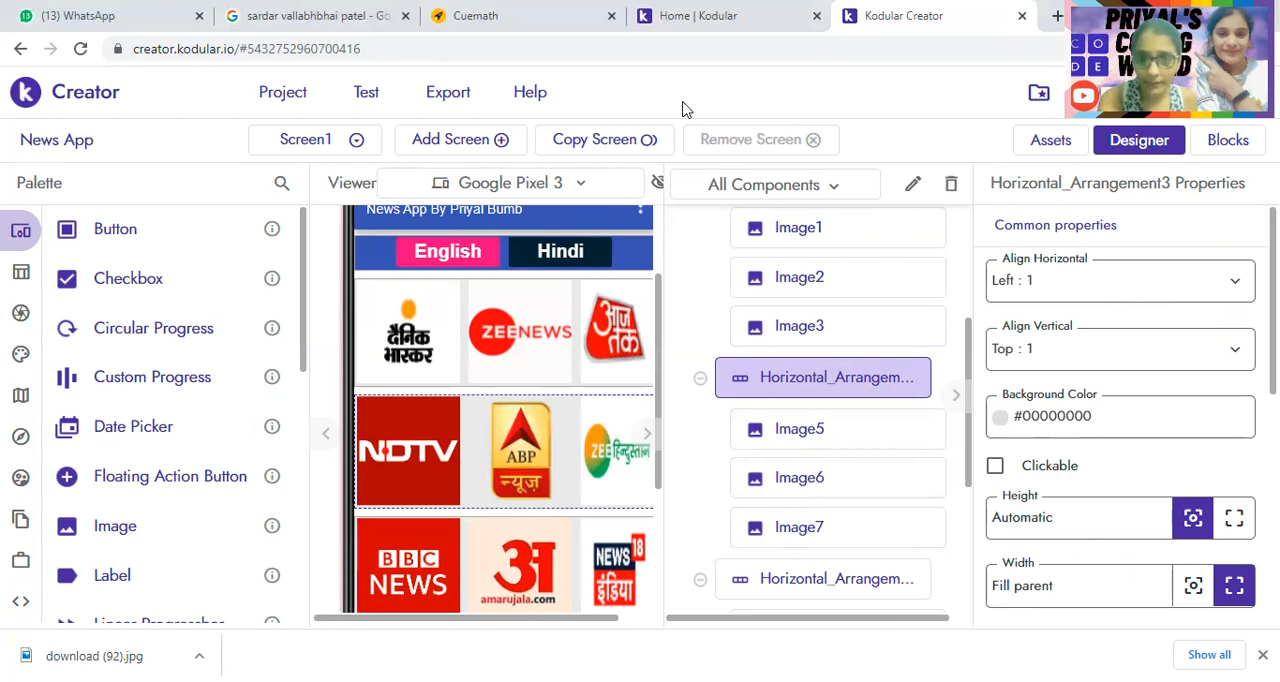 (13) WhatsApp
sardar vallabhbhai patel - Go
Cuemath
Home | Kodular
Kodular Creator
creator.kodular.io/#5432752960700416
PRIYAL'S
CODE
Creator
Project
Test
Export
Help
News App
Screen1
Add Screen
Copy Screen
Remove Screen
Assets
Designer
Blocks
Palette
Viewer
Google Pixel 3
All Components
Horizontal_Arrangement3 Properties
Button
Checkbox
Circular Progress
Custom Progress
Date Picker
Floating Action Button
Image
Label
News App By Priyal Bumb
English
Hindi
दैनिक
भास्कर
ZEE NEWS
आज
तक
NDTV
ABP
न्यूज़
ZEE हिन्दुस्तान
BBC
NEWS
अ
amarujala.com
NEWS
18
इंडिया
Image1
Image2
Image3
Horizontal_Arrangem...
Image5
Image6
Image7
Horizontal_Arrangem...
Common properties
Align Horizontal
Left : 1
Align Vertical
Top : 1
Background Color
#00000000
Clickable
Height
Automatic
Width
Fill parent
download (92).jpg
Show all